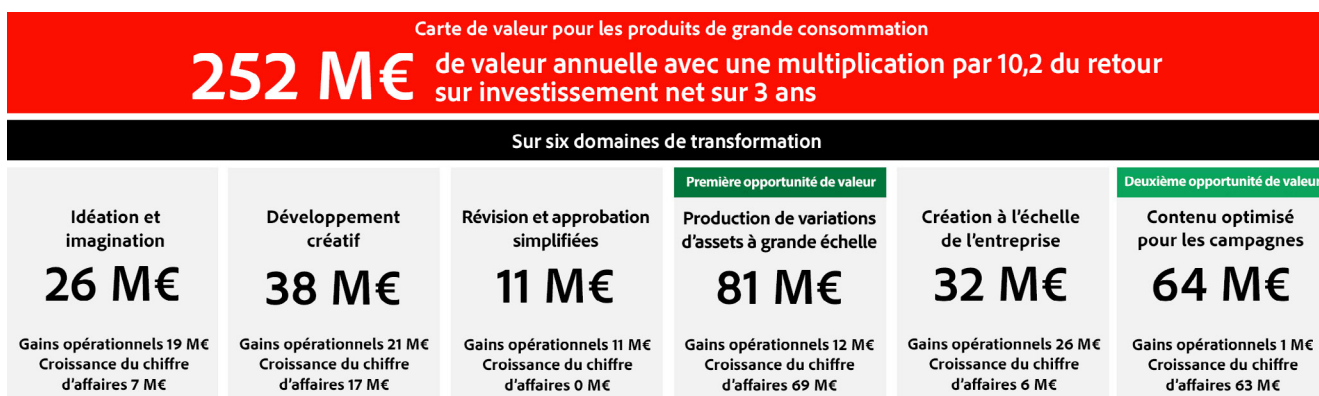 Carte de valeur pour les produits de grande consommation
252 M€
de valeur annuelle avec une multiplication par 10,2 du retour
sur investissement net sur 3 ans
Sur six domaines de transformation
Idéation et
imagination
26 M€
Gains opérationnels 19 M€
Croissance du chiffre
d'affaires 7 M€
Développement
créatif
38 M€
Gains opérationnels 21 M€
Croissance du chiffre
d'affaires 17 M€
Révision et approbation
simplifiées
11 M€
Gains opérationnels 11 M€
Croissance du chiffre
d'affaires 0 M€
Première opportunité de valeur
Production de variations
d'assets à grande échelle
81 M€
Gains opérationnels 12 M€
Croissance du chiffre
d'affaires 69 M€
Création à l'échelle
de l'entreprise
32 M€
Gains opérationnels 26 M€
Croissance du chiffre
d'affaires 6 M€
Deuxième opportunité de valeur
Contenu optimisé
pour les campagnes
64 M€
Gains opérationnels 1 M€
Croissance du chiffre
d'affaires 63 M€